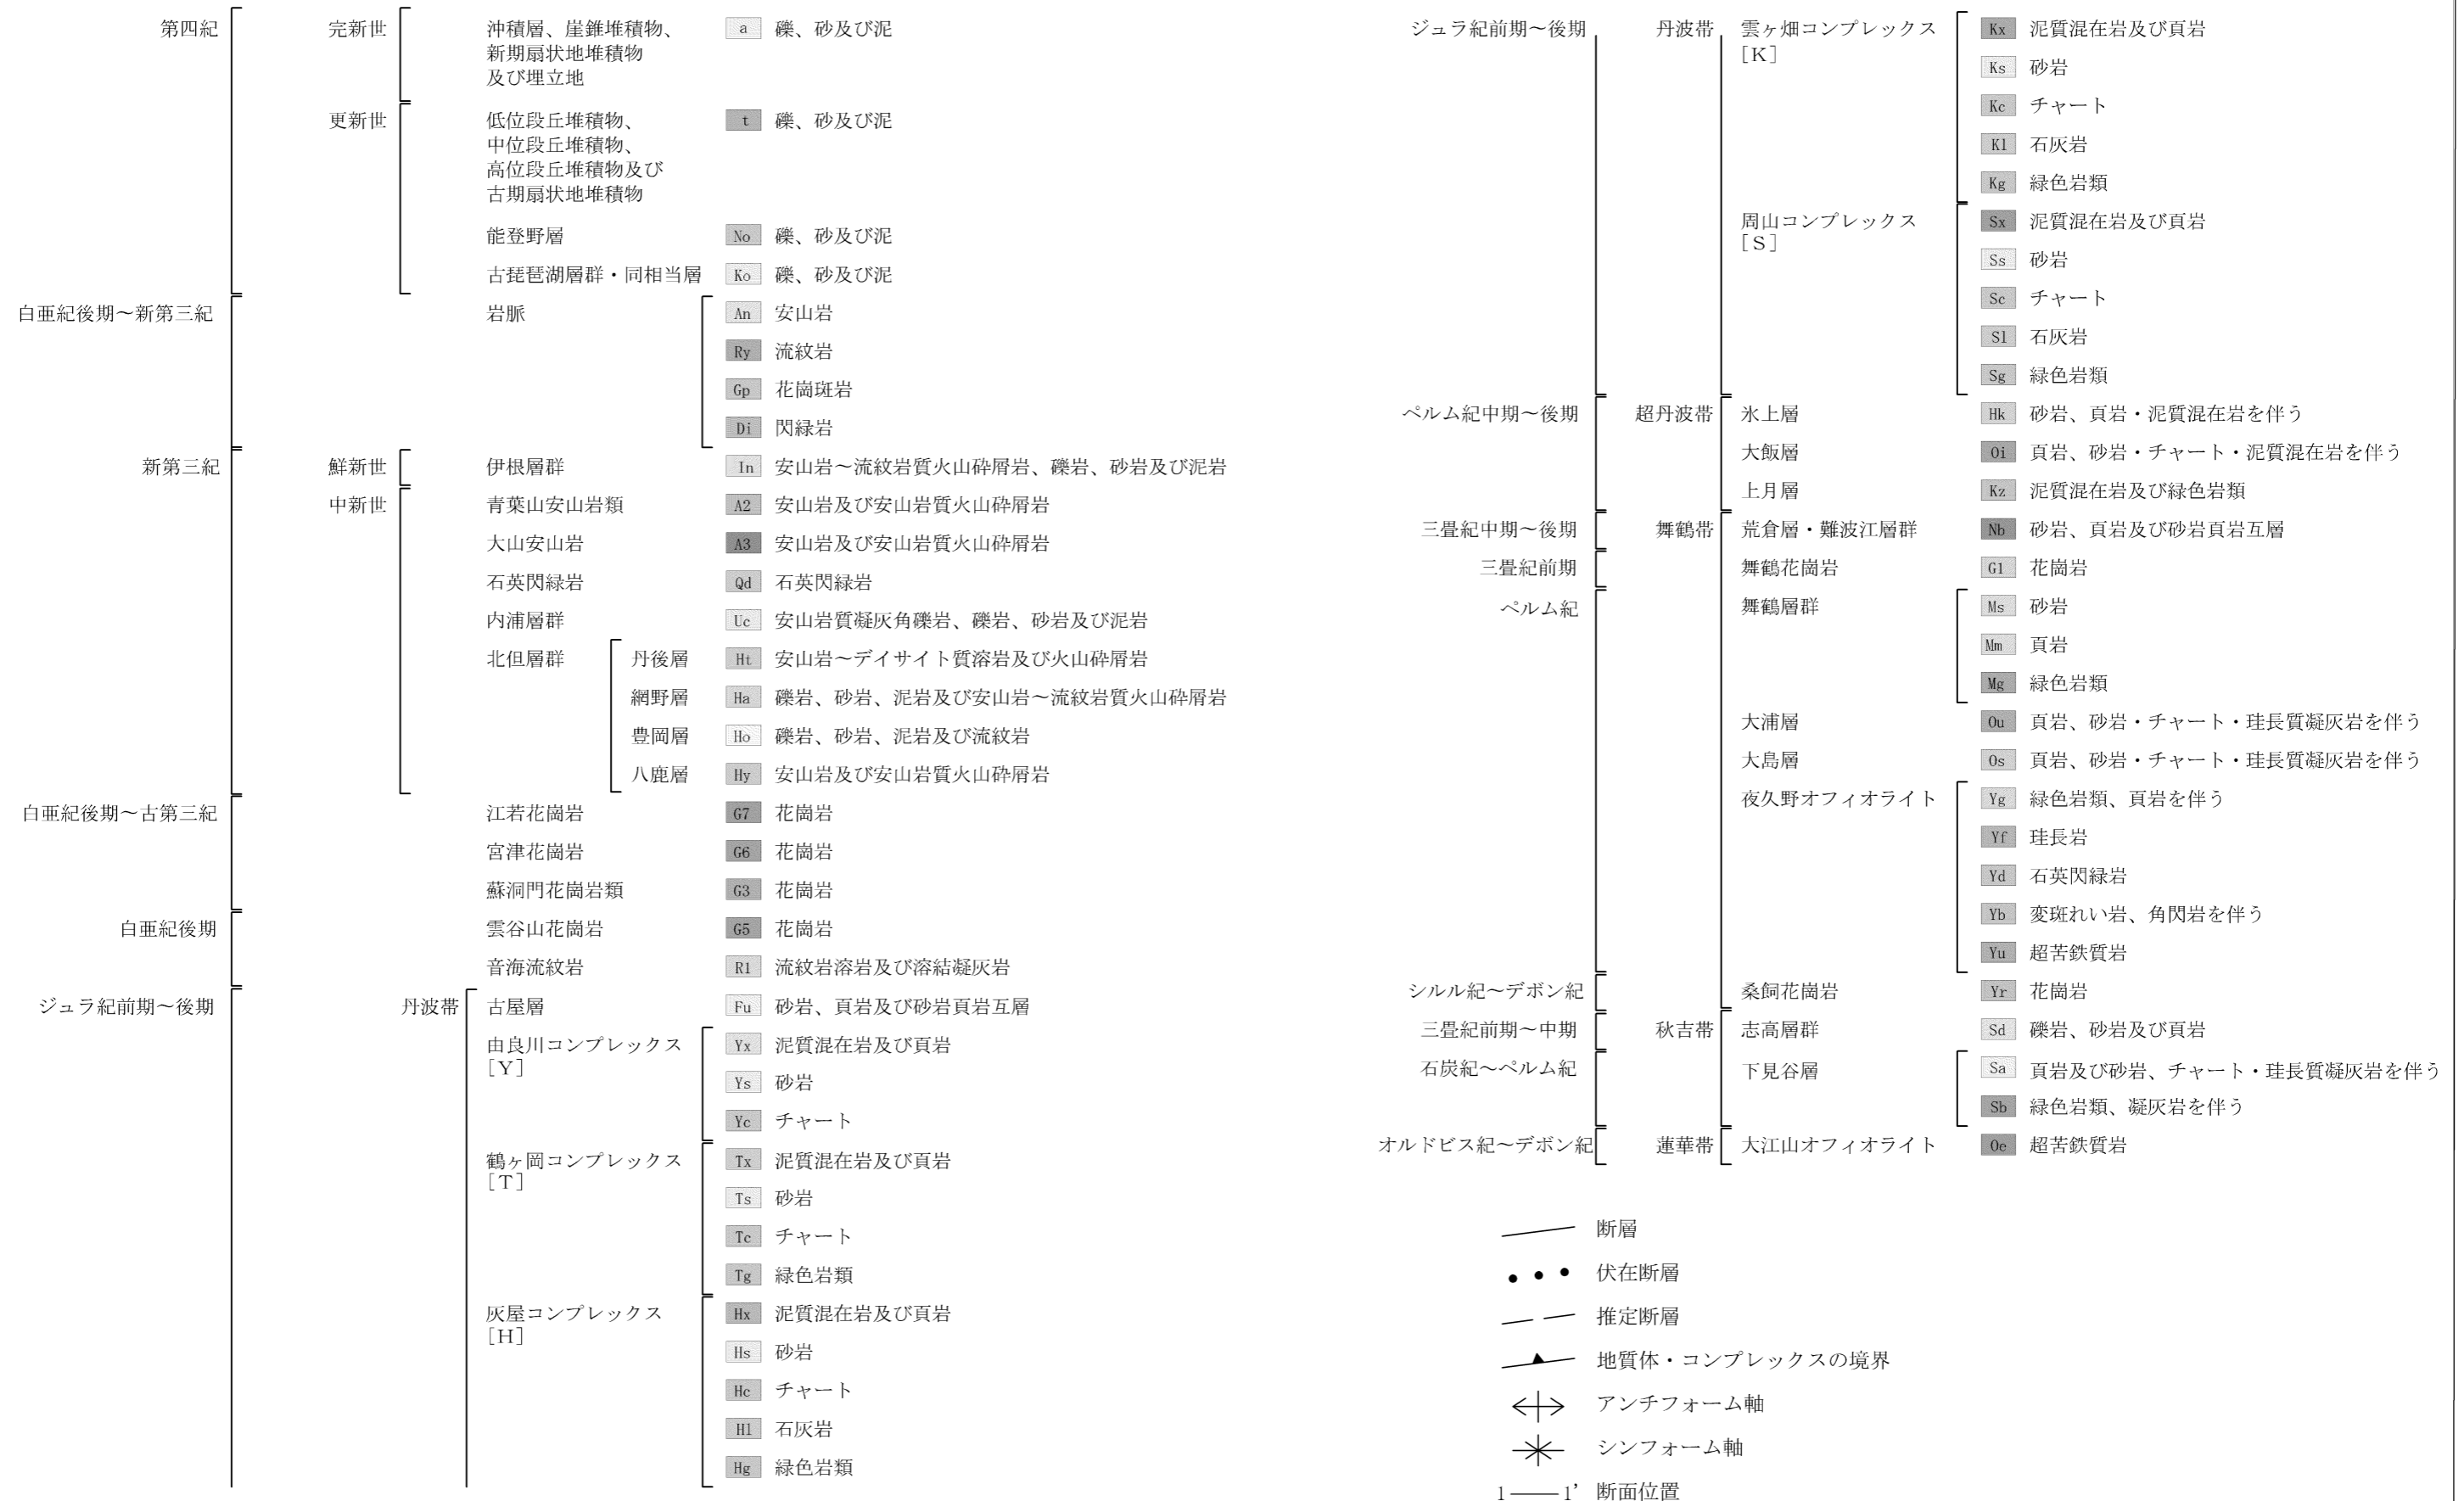 第四紀 完新世 沖積層、崖錐堆積物、 a 礫、砂及び泥
新期扇状地堆積物
及び埋立地
更新世 低位段丘堆積物、 t 礫、砂及び泥
中位段丘堆積物、
高位段丘堆積物及び
古期扇状地堆積物
能登野層 No 礫、砂及び泥
古琵琶湖層群・同相当層 Ko 礫、砂及び泥
白亜紀後期～新第三紀 岩脈 An 安山岩
Ry 流紋岩
Gp 花崗斑岩
Di 閃緑岩
新第三紀 鮮新世 伊根層群 In 安山岩～流紋岩質火山砕屑岩、礫岩、砂岩及び泥岩
中新世 青葉山安山岩類 A2 安山岩及び安山岩質火山砕屑岩
大山安山岩 A3 安山岩及び安山岩質火山砕屑岩
石英閃緑岩 Qd 石英閃緑岩
内浦層群 Uc 安山岩質凝灰角礫岩、礫岩、砂岩及び泥岩
北但層群 丹後層 Ht 安山岩～デイサイト質溶岩及び火山砕屑岩
網野層 Ha 礫岩、砂岩、泥岩及び安山岩～流紋岩質火山砕屑岩
豊岡層 Ho 礫岩、砂岩、泥岩及び流紋岩
八鹿層 Hy 安山岩及び安山岩質火山砕屑岩
白亜紀後期～古第三紀 江若花崗岩 G7 花崗岩
宮津花崗岩 G6 花崗岩
蘇洞門花崗岩類 G3 花崗岩
白亜紀後期 雲谷山花崗岩 G5 花崗岩
音海流紋岩 R1 流紋岩溶岩及び溶結凝灰岩
ジュラ紀前期～後期 丹波帯 古屋層 Fu 砂岩、頁岩及び砂岩頁岩互層
由良川コンプレックス Yx 泥質混在岩及び頁岩
[Y]
Ys 砂岩
Yc チャート
鶴ヶ岡コンプレックス Tx 泥質混在岩及び頁岩
[T]
Ts 砂岩
Tc チャート
Tg 緑色岩類
灰屋コンプレックス Hx 泥質混在岩及び頁岩
[H]
Hs 砂岩
Hc チャート
Hl 石灰岩
Hg 緑色岩類
ジュラ紀前期～後期 丹波帯 雲ヶ畑コンプレックス Kx 泥質混在岩及び頁岩
[K]
Ks 砂岩
Kc チャート
Kl 石灰岩
Kg 緑色岩類
周山コンプレックス Sx 泥質混在岩及び頁岩
[S]
Ss 砂岩
Sc チャート
Sl 石灰岩
Sg 緑色岩類
ペルム紀中期～後期 超丹波帯 氷上層 Hk 砂岩、頁岩・泥質混在岩を伴う
大飯層 Oi 頁岩、砂岩・チャート・泥質混在岩を伴う
上月層 Kz 泥質混在岩及び緑色岩類
三畳紀中期～後期 舞鶴帯 荒倉層・難波江層群 Nb 砂岩、頁岩及び砂岩頁岩互層
三畳紀前期 舞鶴花崗岩 G1 花崗岩
ペルム紀 舞鶴層群 Ms 砂岩
Mm 頁岩
Mg 緑色岩類
大浦層 Ou 頁岩、砂岩・チャート・珪長質凝灰岩を伴う
大島層 Os 頁岩、砂岩・チャート・珪長質凝灰岩を伴う
夜久野オフィオライト Yg 緑色岩類、頁岩を伴う
Yf 珪長岩
Yd 石英閃緑岩
Yb 変斑れい岩、角閃岩を伴う
Yu 超苦鉄質岩
シルル紀～デボン紀 桑飼花崗岩 Yr 花崗岩
三畳紀前期～中期 秋吉帯 志高層群 Sd 礫岩、砂岩及び頁岩
石炭紀～ペルム紀 下見谷層 Sa 頁岩及び砂岩、チャート・珪長質凝灰岩を伴う
Sb 緑色岩類、凝灰岩を伴う
オルドビス紀～デボン紀 蓮華帯 大江山オフィオライト Oe 超苦鉄質岩
断層
伏在断層
推定断層
地質体・コンプレックスの境界
アンチフォーム軸
シンフォーム軸
1 1’ 断面位置